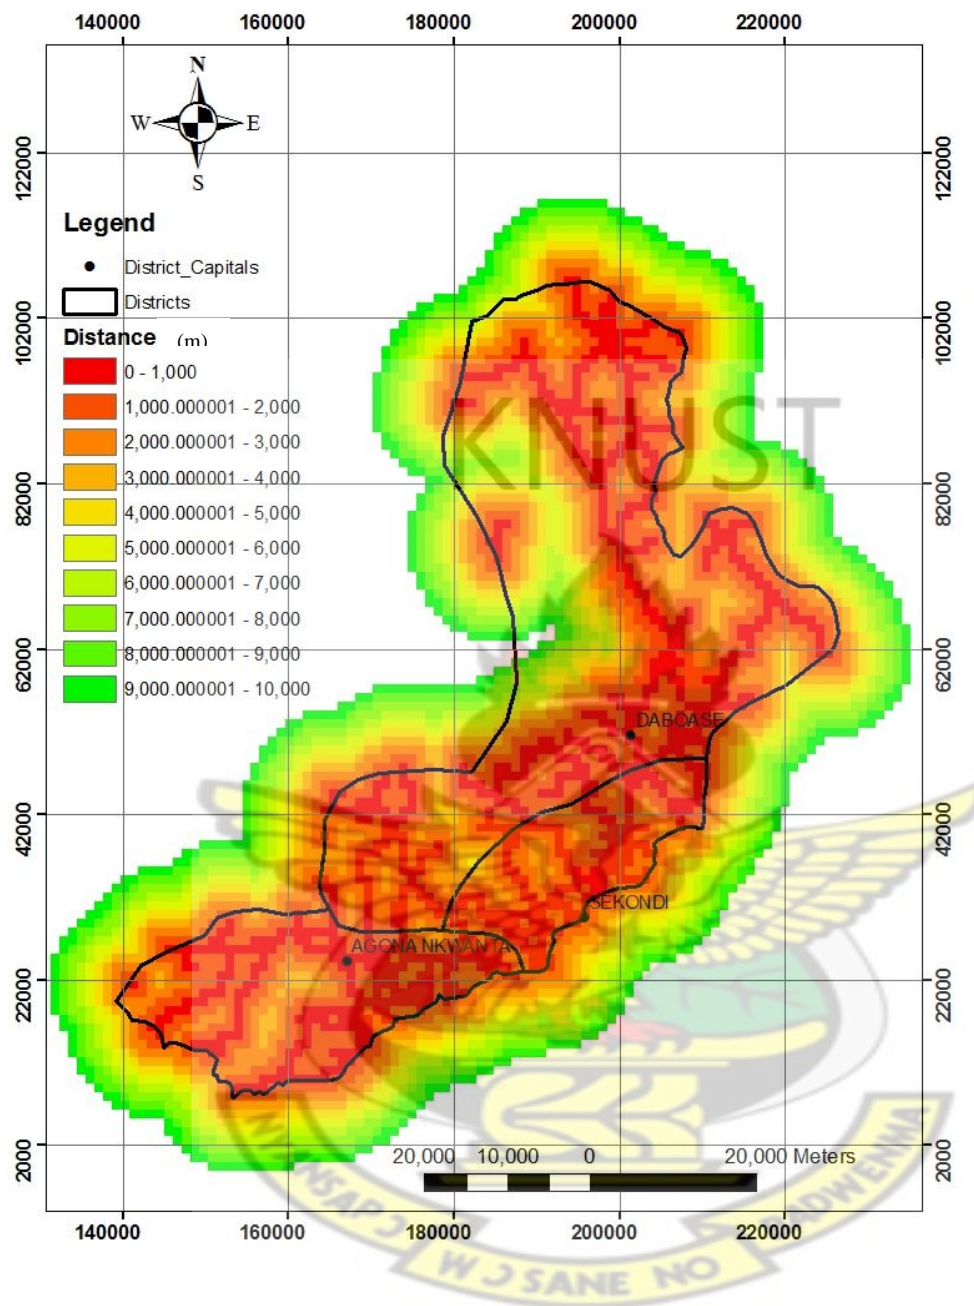 140000 160000 180000 200000 220000
N
W E
S
122000 122000
Legend
District_Capitals
Districts
Distance (m)
0 - 1,000
1,000.000001 - 2,000
2,000.000001 - 3,000
3,000.000001 - 4,000
4,000.000001 - 5,000
5,000.000001 - 6,000
6,000.000001 - 7,000
7,000.000001 - 8,000
8,000.000001 - 9,000
9,000.000001 - 10,000
102000 102000
KNUST
82000 82000
62000 62000
DABOASE
42000 42000
SEKONDI
AGONA NKWANTA
22000 22000
2000 2000
20,000 10,000 0 20,000 Meters
140000 160000 180000 200000 220000
NYANSAPƆ WƆSANE NO BADWENMA